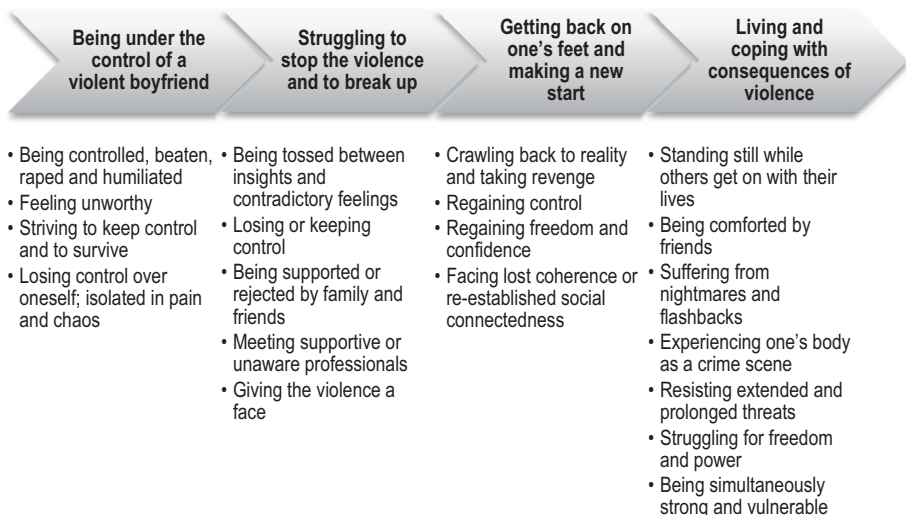 Being under the
control of a
violent boyfriend
Struggling to
stop the violence
and to break up
Getting back on
one's feet and
making a new
start
Living and
coping with
consequences of
violence
• Being controlled, beaten,
raped and humiliated
• Feeling unworthy
• Striving to keep control
and to survive
• Losing control over
oneself; isolated in pain
and chaos
• Being tossed between
insights and
contradictory feelings
• Losing or keeping
control
• Being supported or
rejected by family and
friends
• Meeting supportive or
unaware professionals
• Giving the violence a
face
• Crawling back to reality
and taking revenge
• Regaining control
• Regaining freedom and
confidence
• Facing lost coherence or
re-established social
connectedness
• Standing still while
others get on with their
lives
• Being comforted by
friends
• Suffering from
nightmares and
flashbacks
• Experiencing one's body
as a crime scene
• Resisting extended and
prolonged threats
• Struggling for freedom
and power
• Being simultaneously
strong and vulnerable